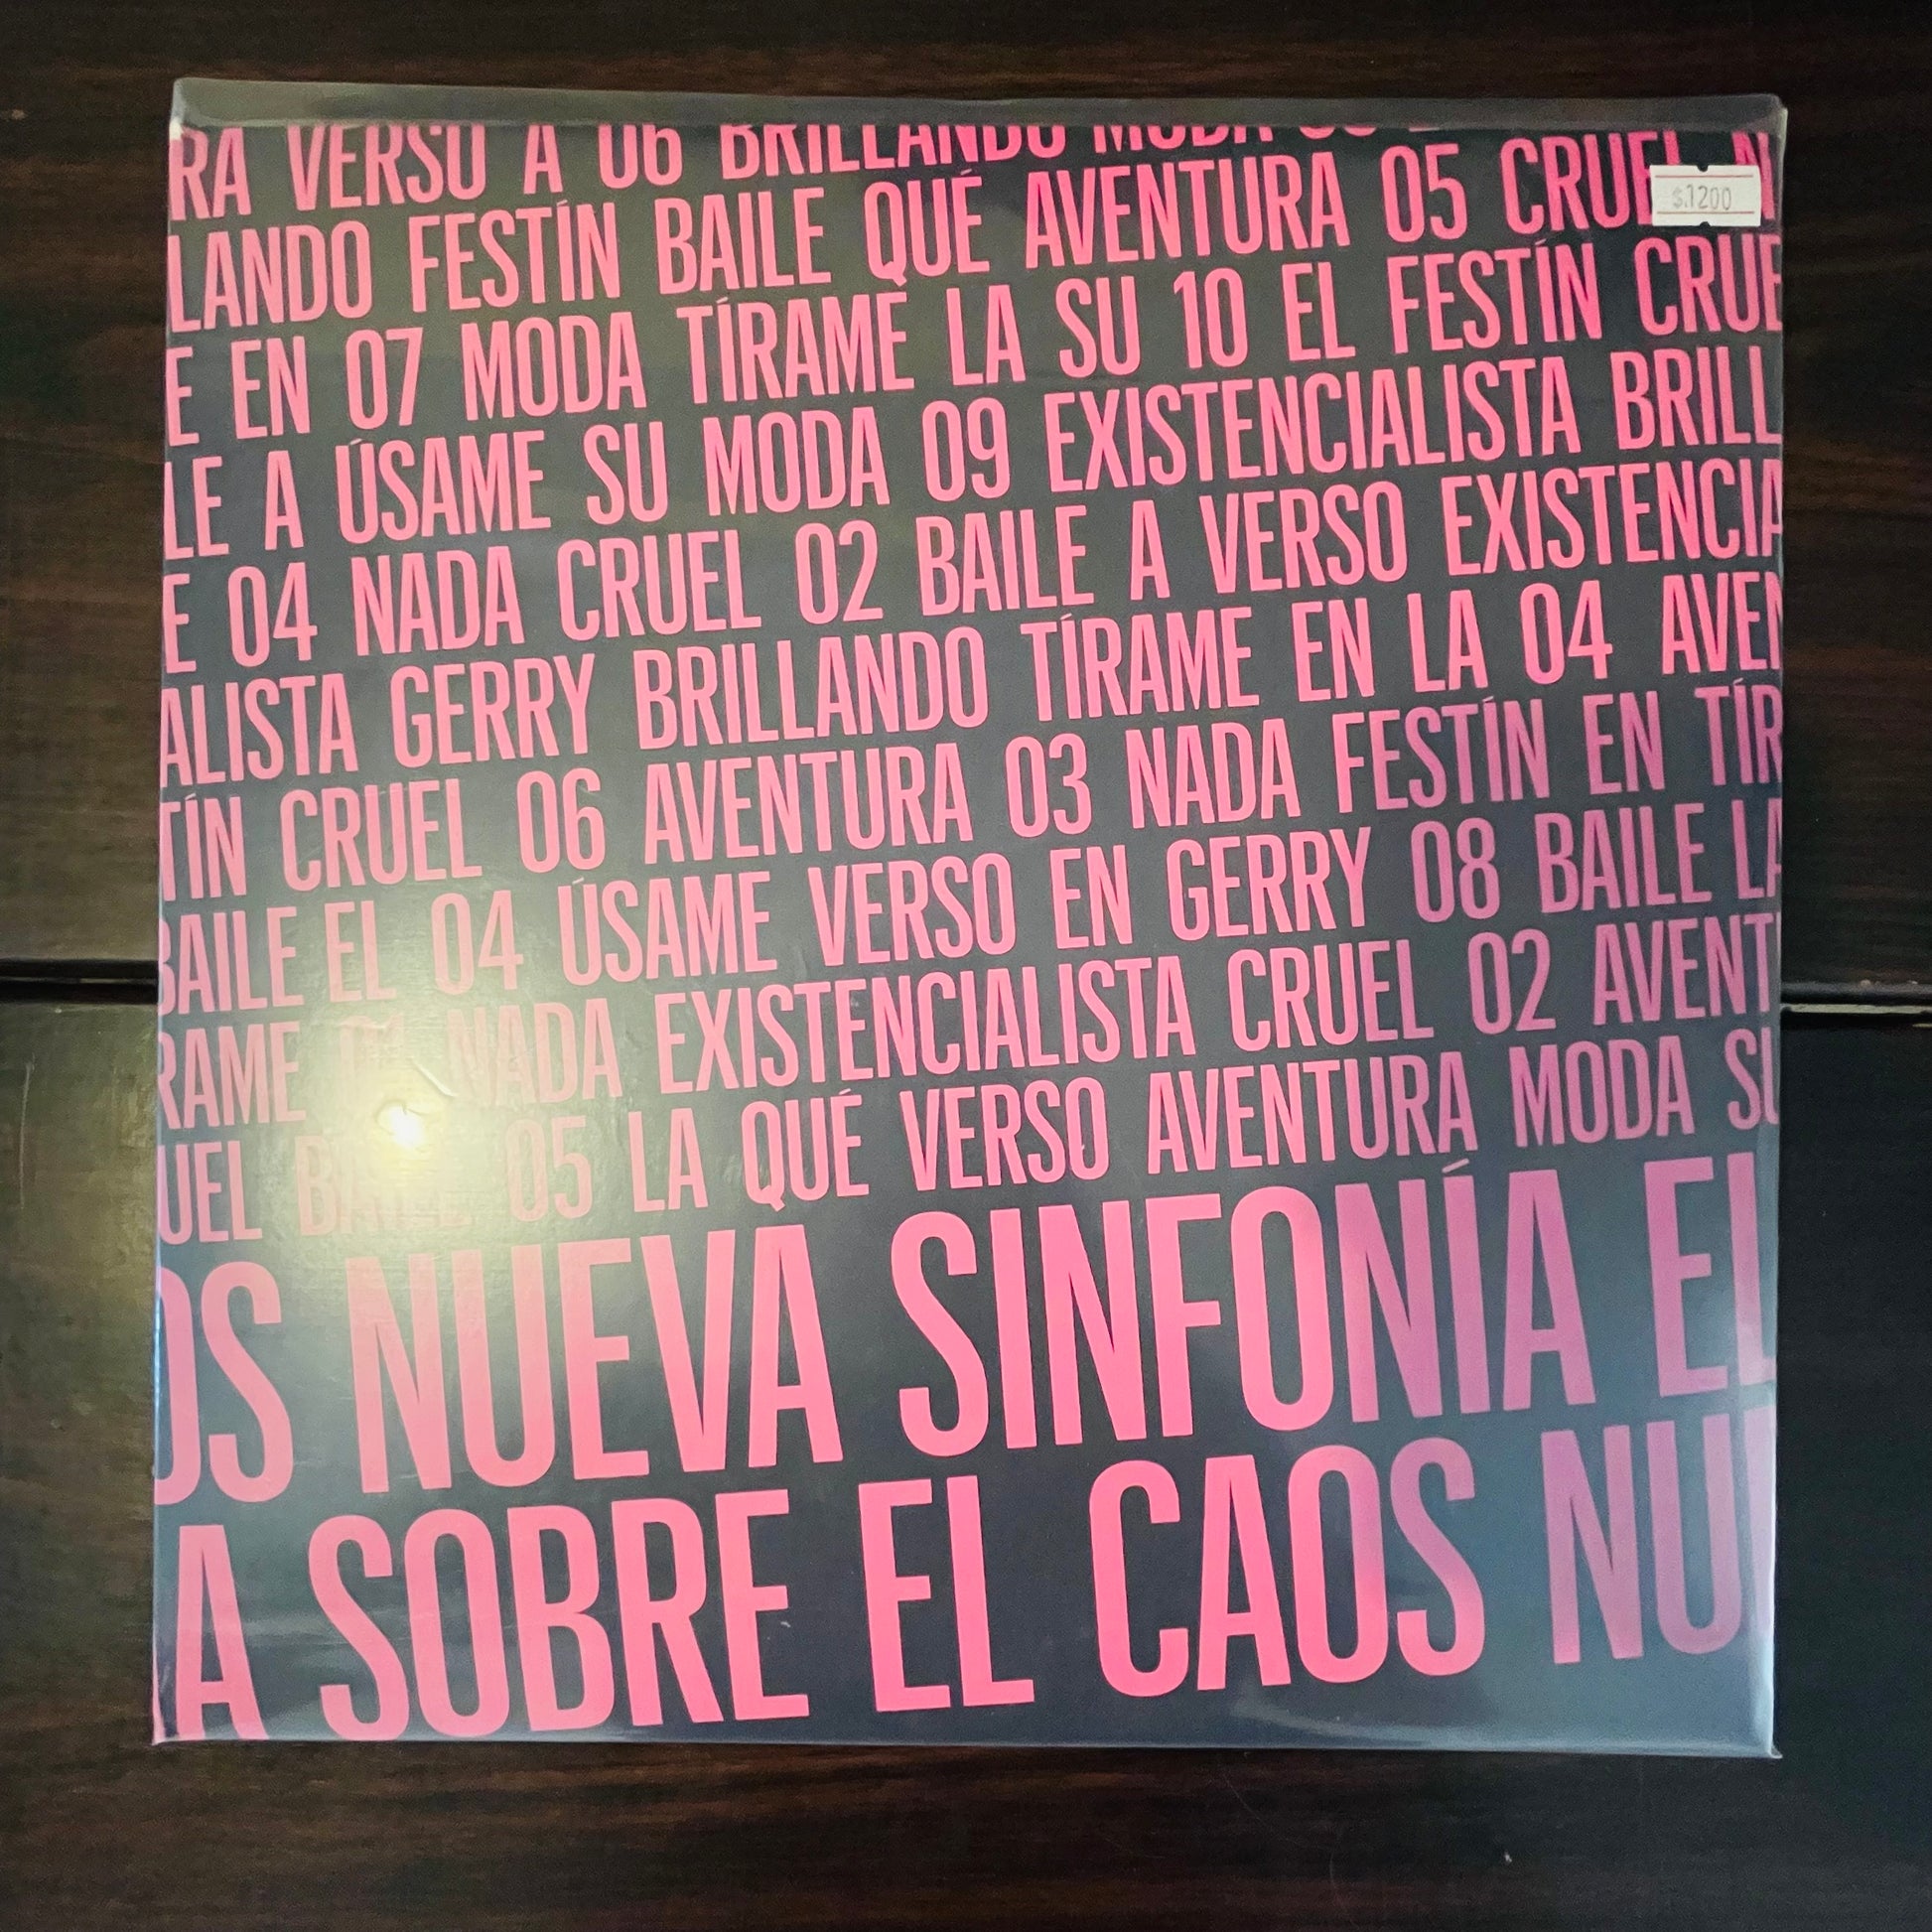 RA VERSO A 06 BRILLANDO MODA
LANDO FESTÍN BAILE QUÉ AVENTURA 05 CRUEL N
$1200
E EN 07 MODA TÍRAME LA SU 10 EL FESTÍN CRUE
LE A ÚSAME SU MODA 09 EXISTENCIALISTA BRILL
E 04 NADA CRUEL 02 BAILE A VERSO EXISTENCIA
ALISTA GERRY BRILLANDO TÍRAME EN LA 04 AVEN
TÍN CRUEL 06 AVENTURA 03 NADA FESTÍN EN TÍR
BAILE EL 04 ÚSAME VERSO EN GERRY 08 BAILE LA
RAME 01 NADA EXISTENCIALISTA CRUEL 02 AVENT
UEL BAILE 05 LA QUÉ VERSO AVENTURA MODA SU
OS NUEVA SINFONÍA EL
A SOBRE EL CAOS NU